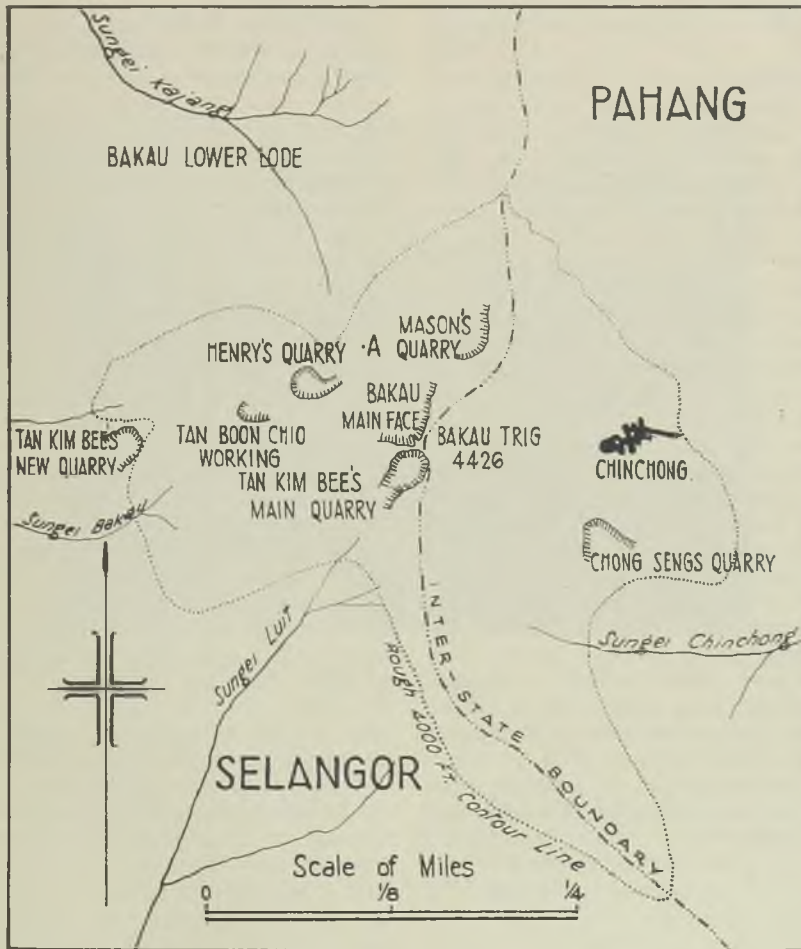 Sungei Kajang
PAHANG
BAKAU LOWER LODE
MASON'S
HENRY'S QUARRY ·A QUARRY
BAKAU
MAIN FACE
TAN KIM BEE'S
NEW QUARRY
TAN BOON CHIO
WORKING
BAKAU TRIG
4426
CHINCHONG
TAN KIM BEE'S
MAIN QUARRY
Sungei Bakau
CHONG SENGS QUARRY
INTER-STATE BOUNDARY
Sungei Chinchong
Sungei Luit
Rough 4000 Ft. Contour Line
SELANGOR
Scale of Miles
0 1/8 1/4